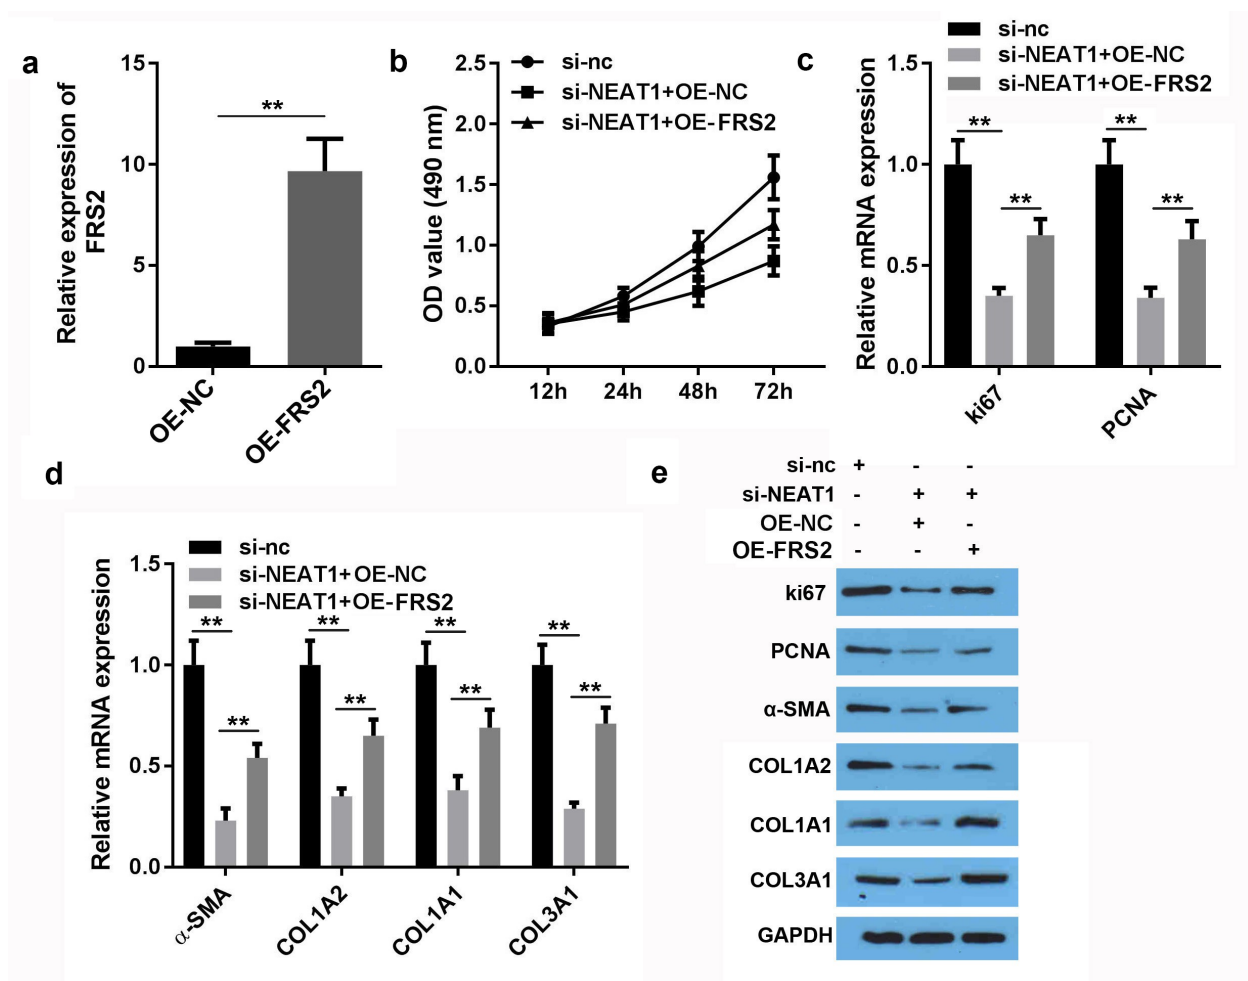 a
15
10
5
0
Relative expression of
FRS2
**
OE-NC
OE-FRS2
b
si-nc
si-NEAT1+OE-NC
si-NEAT1+OE-FRS2
2.5
2.0
1.5
1.0
0.5
0.0
OD value (490 nm)
12h 24h 48h 72h
c
si-nc
si-NEAT1+OE-NC
si-NEAT1+OE-FRS2
1.5
1.0
0.5
0.0
Relative mRNA expression
** **
** **
ki67
PCNA
d
si-nc
si-NEAT1+OE-NC
si-NEAT1+OE-FRS2
1.5
1.0
0.5
0.0
Relative mRNA expression
** ** ** **
** ** ** **
α-SMA
COL1A2
COL1A1
COL3A1
e
si-nc + - -
si-NEAT1 - + +
OE-NC - + -
OE-FRS2 - - +
ki67
PCNA
α-SMA
COL1A2
COL1A1
COL3A1
GAPDH